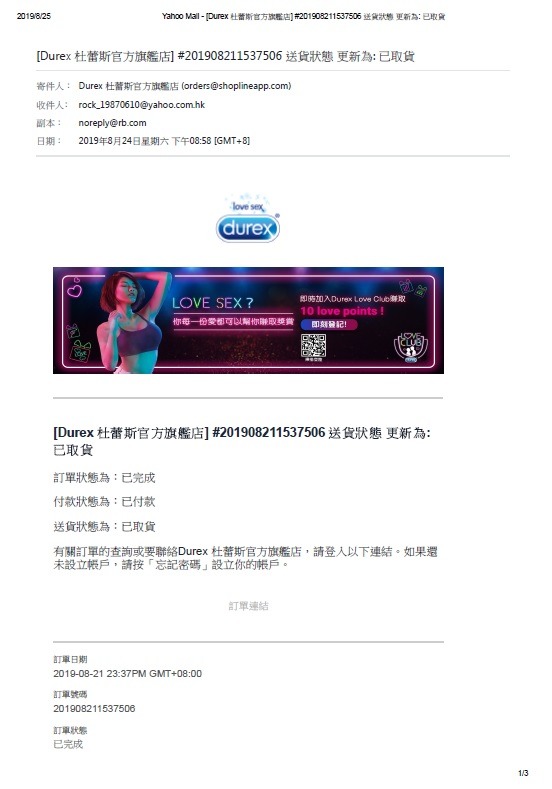 2019/8/25
Yahoo Mail - [Durex 杜蕾斯官方旗艦店] #201908211537506 送貨狀態 更新為: 已取貨
[Durex 杜蕾斯官方旗艦店] #201908211537506 送貨狀態 更新為: 已取貨
寄件人： Durex 杜蕾斯官方旗艦店 (orders@shoplineapp.com)
收件人: rock_19870610@yahoo.com.hk
副本： noreply@rb.com
日期： 2019年8月24日星期六 下午08:58 [GMT+8]
love sex
durex
LOVE SEX ?
你每一份愛都可以幫你賺取獎賞
即時加入Durex Love Club賺取
10 love points !
即刻登記!
LOVE
CLUB
[Durex 杜蕾斯官方旗艦店] #201908211537506 送貨狀態 更新為:
已取貨
訂單狀態為：已完成
付款狀態為：已付款
送貨狀態為：已取貨
有關訂單的查詢或要聯絡Durex 杜蕾斯官方旗艦店，請登入以下連結。如果還
未設立帳戶，請按「忘記密碼」設立你的帳戶。
訂單連結
訂單日期
2019-08-21 23:37PM GMT+08:00
訂單號碼
201908211537506
訂單狀態
已完成
1/3